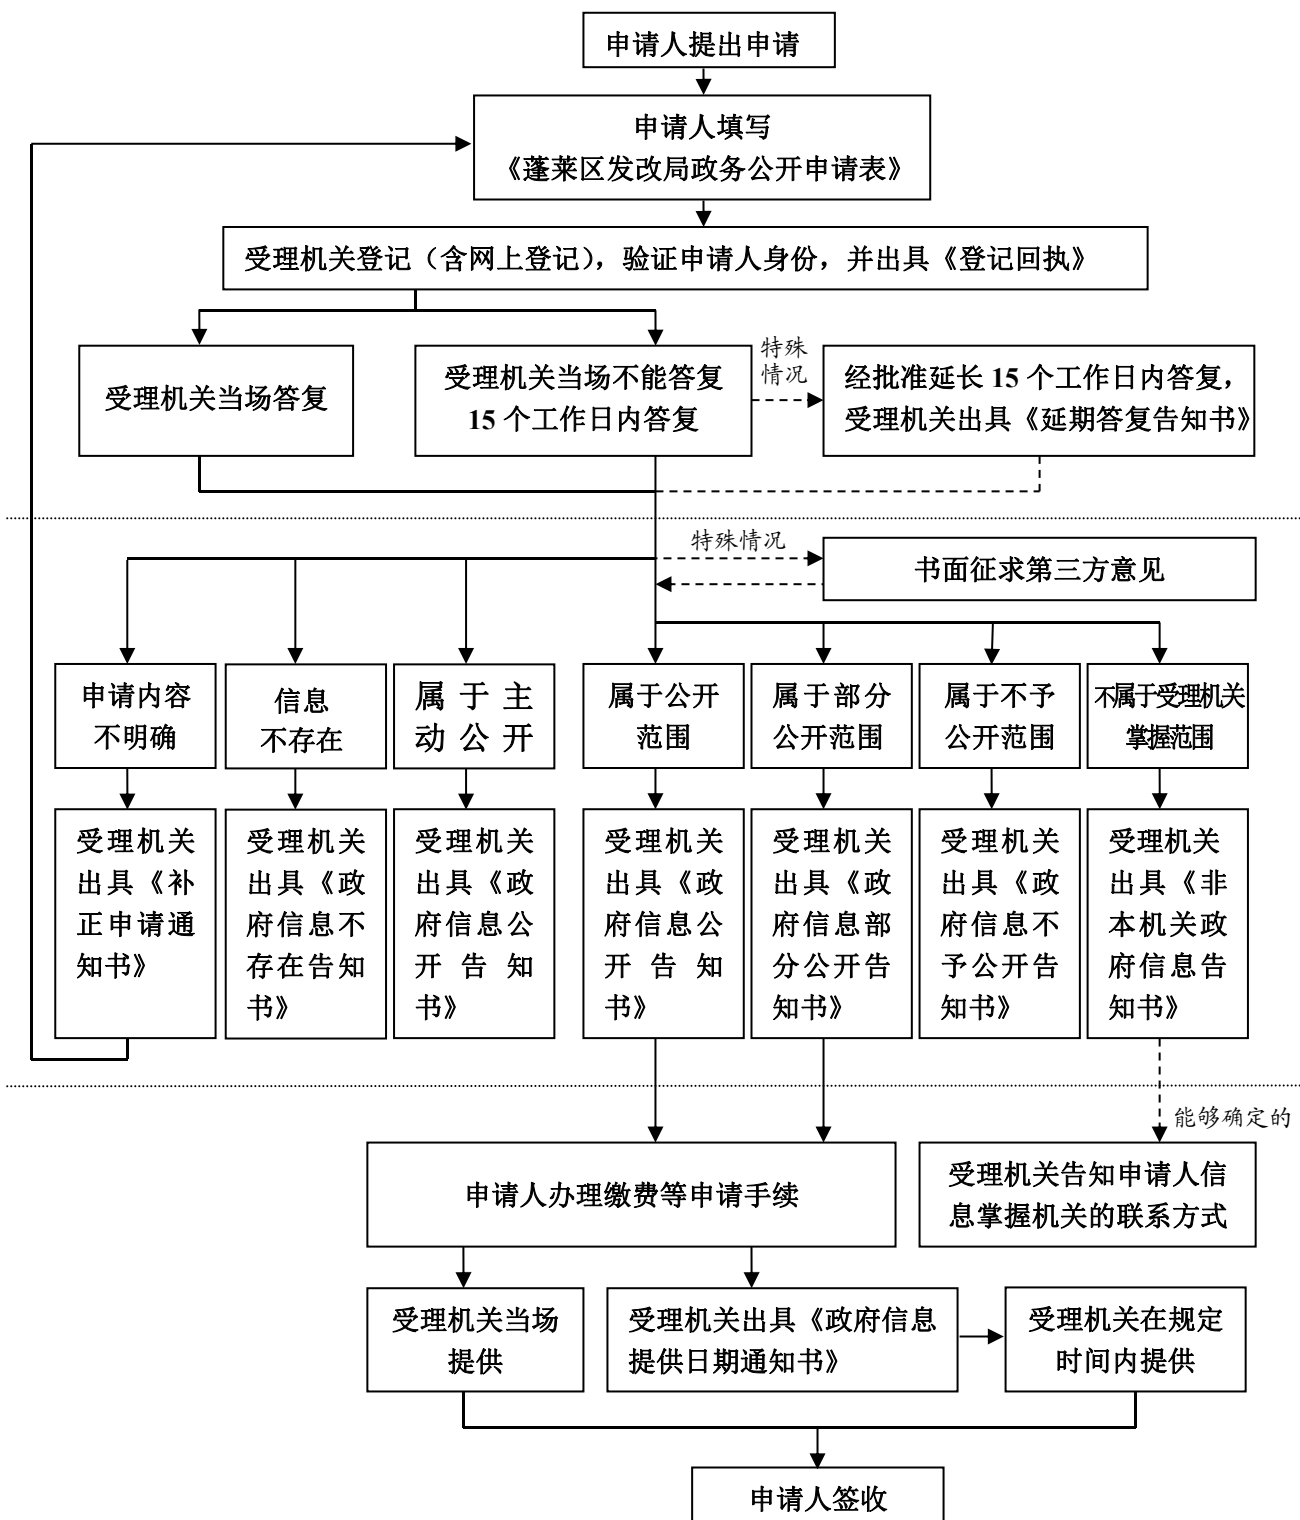 申请人提出申请
申请人填写
《蓬莱区发改局政务公开申请表》
受理机关登记（含网上登记），验证申请人身份，并出具《登记回执》
受理机关当场答复
受理机关当场不能答复
15 个工作日内答复
特殊
情况
经批准延长 15 个工作日内答复，
受理机关出具《延期答复告知书》
特殊情况
书面征求第三方意见
申请内容
不明确
信息
不存在
属于主
动公开
属于公开
范围
属于部分
公开范围
属于不予
公开范围
不属于受理机关
掌握范围
受理机关
出具《补
正申请通
知书》
受理机关
出具《政
府信息不
存在告知
书》
受理机关
出具《政
府信息公
开告知
书》
受理机关
出具《政
府信息公
开告知
书》
受理机关
出具《政
府信息部
分公开告
知书》
受理机关
出具《政
府信息不
予公开告
知书》
受理机关
出具《非
本机关政
府信息告
知书》
能够确定的
申请人办理缴费等申请手续
受理机关告知申请人信
息掌握机关的联系方式
受理机关当场
提供
受理机关出具《政府信息
提供日期通知书》
受理机关在规定
时间内提供
申请人签收